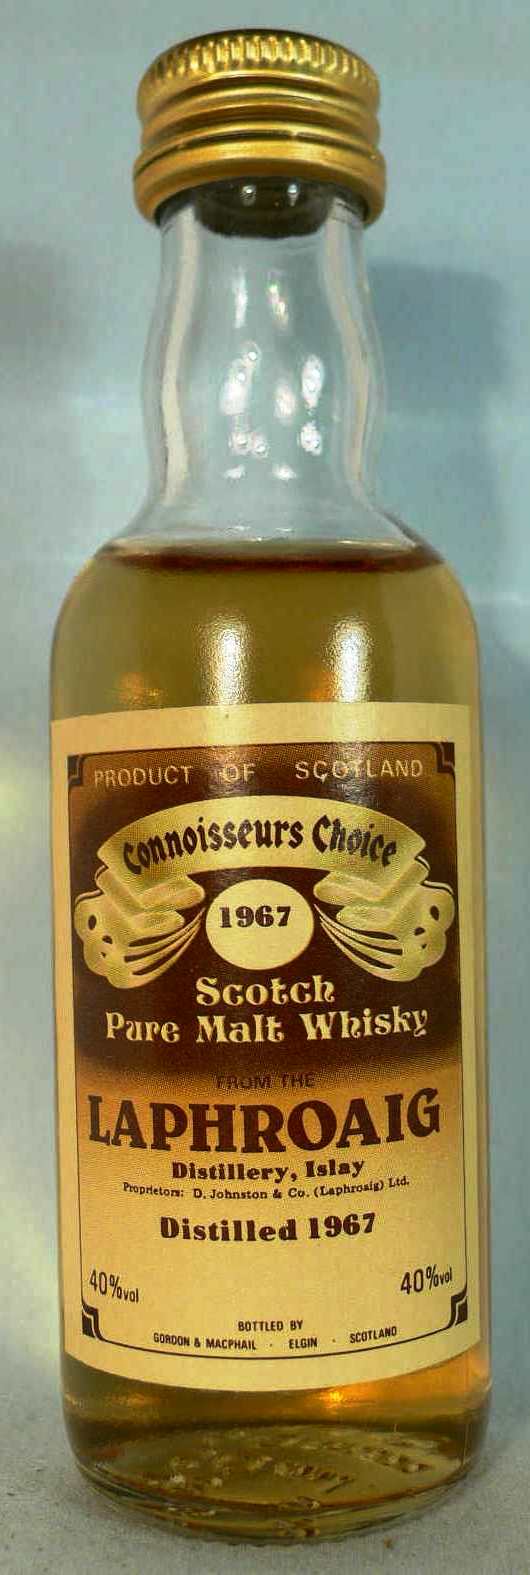 PRODUCT OF SCOTLAND
Connoisseurs Choice
1967
Scotch
Pure Malt Whisky
FROM THE
LAPHROAIG
Distillery, Islay
Proprietors: D. Johnston & Co. (Laphroaig) Ltd.
Distilled 1967
40%vol 40%vol
BOTTLED BY
GORDON & MACPHAIL · ELGIN · SCOTLAND